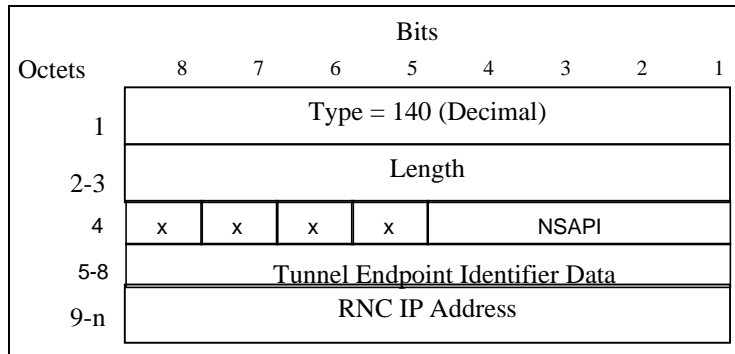 Bits
Octets 8 7 6 5 4 3 2 1
1 Type = 140 (Decimal)
2-3 Length
4 x x x x NSAPI
5-8 Tunnel Endpoint Identifier Data
9-n RNC IP Address